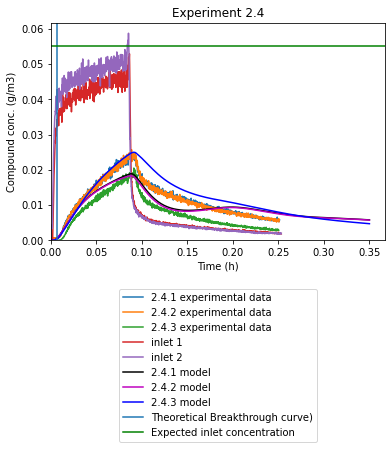 Experiment 2.4
Compound conc. (g/m3)
0.06
0.05
0.04
0.03
0.02
0.01
0.00
0.00 0.05 0.10 0.15 0.20 0.25 0.30 0.35
Time (h)
2.4.1 experimental data
2.4.2 experimental data
2.4.3 experimental data
inlet 1
inlet 2
2.4.1 model
2.4.2 model
2.4.3 model
Theoretical Breakthrough curve)
Expected inlet concentration